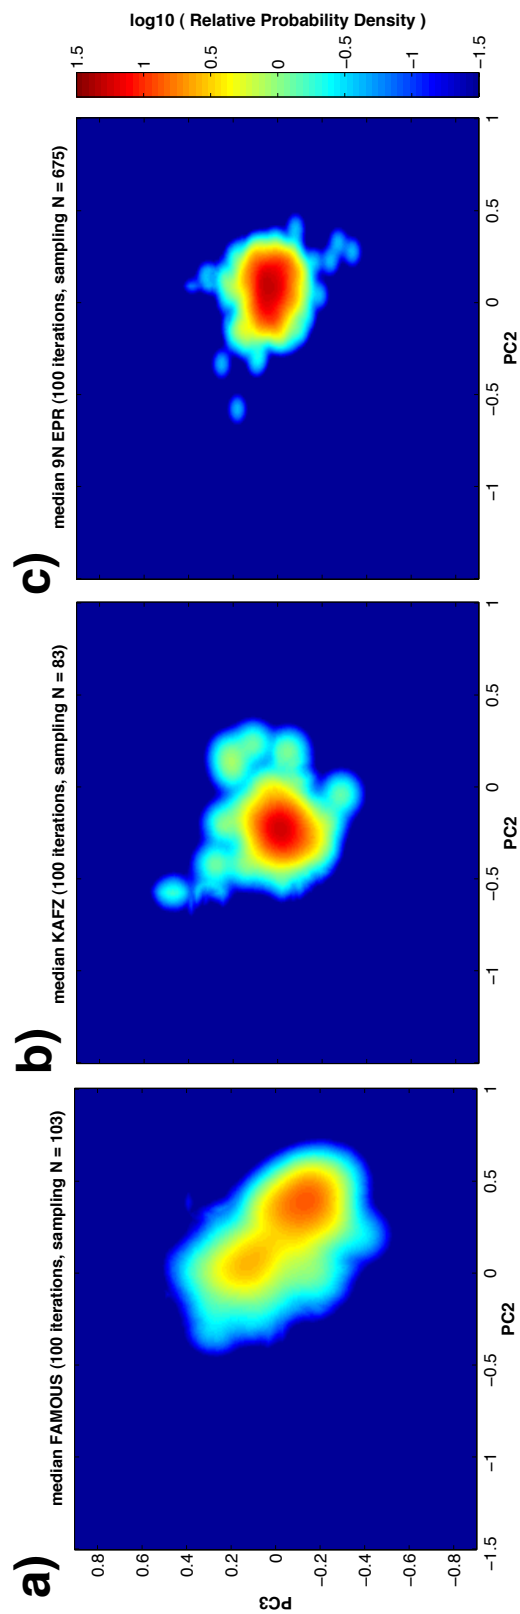 a)
median FAMOUS (100 iterations, sampling N = 103)
PC3
0.8
0.6
0.4
0.2
0
−0.2
−0.4
−0.6
−0.8
−1.5
−1
−0.5
0
0.5
1
PC2
b)
median KAFZ (100 iterations, sampling N = 83)
−1
−0.5
0
0.5
1
PC2
c)
median 9N EPR (100 iterations, sampling N = 675)
−1
−0.5
0
0.5
1
PC2
1.5
1
0.5
0
−0.5
−1
−1.5
log10 ( Relative Probability Density )